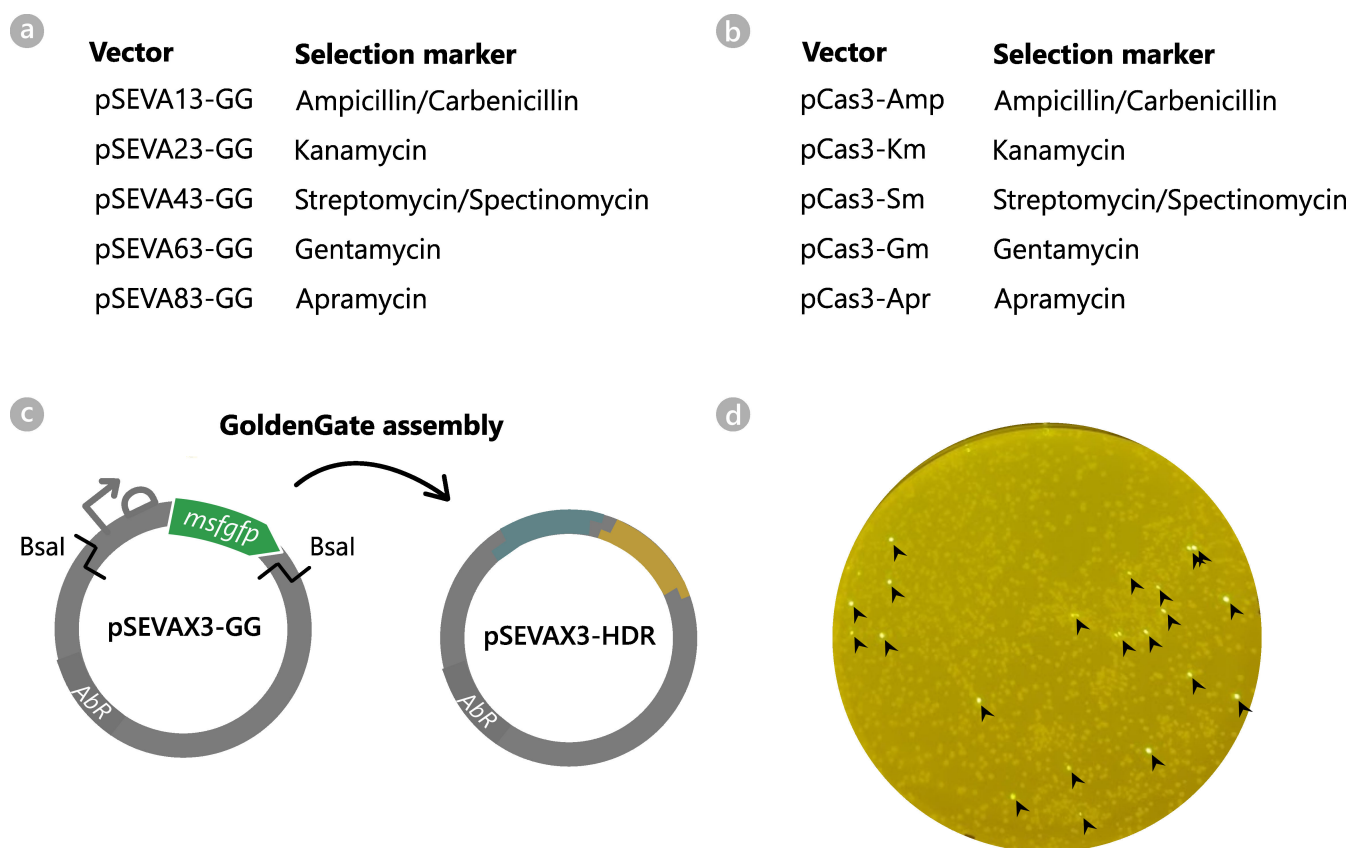 a
Vector Selection marker
pSEVA13-GG Ampicillin/Carbenicillin
pSEVA23-GG Kanamycin
pSEVA43-GG Streptomycin/Spectinomycin
pSEVA63-GG Gentamycin
pSEVA83-GG Apramycin
b
Vector Selection marker
pCas3-Amp Ampicillin/Carbenicillin
pCas3-Km Kanamycin
pCas3-Sm Streptomycin/Spectinomycin
pCas3-Gm Gentamycin
pCas3-Apr Apramycin
c
GoldenGate assembly
msfgfp
BsaI BsaI
pSEVAX3-GG
AbR
pSEVAX3-HDR
AbR
d